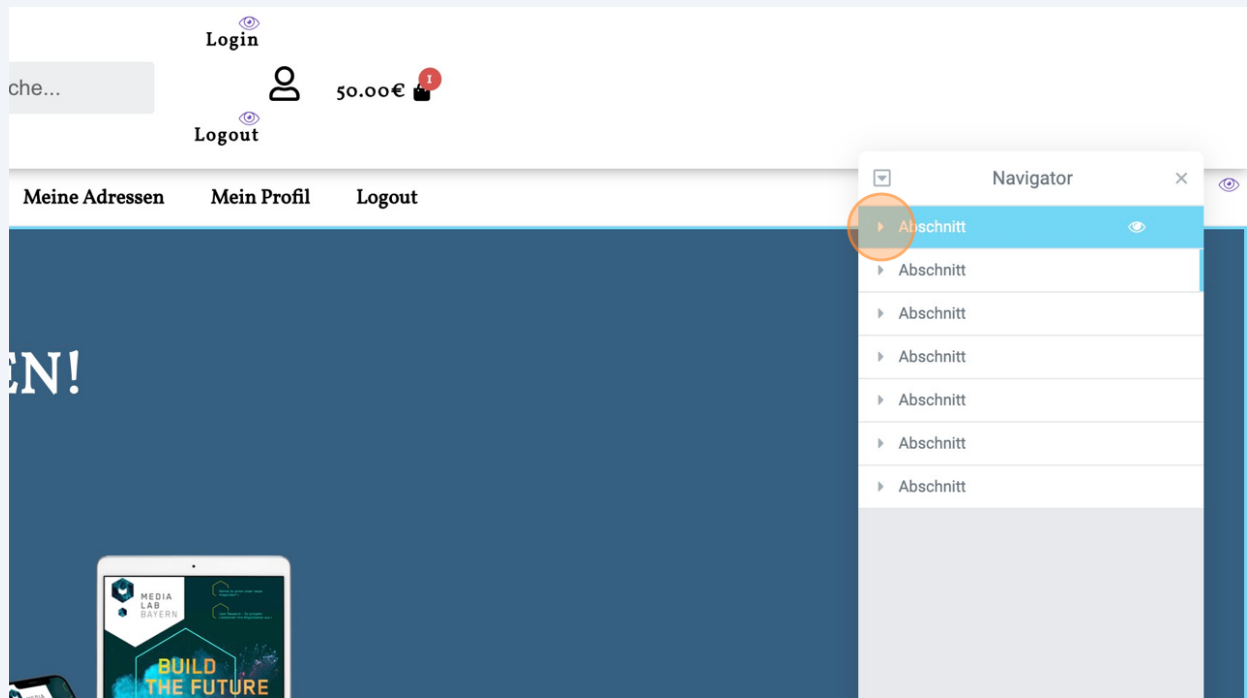 Login
che...
50.00€ 1
Logout
Meine Adressen Mein Profil Logout
Navigator
Abschnitt
Abschnitt
Abschnitt
Abschnitt
Abschnitt
Abschnitt
Abschnitt
EN!
MEDIA
LAB
BAYERN
BUILD
THE FUTURE